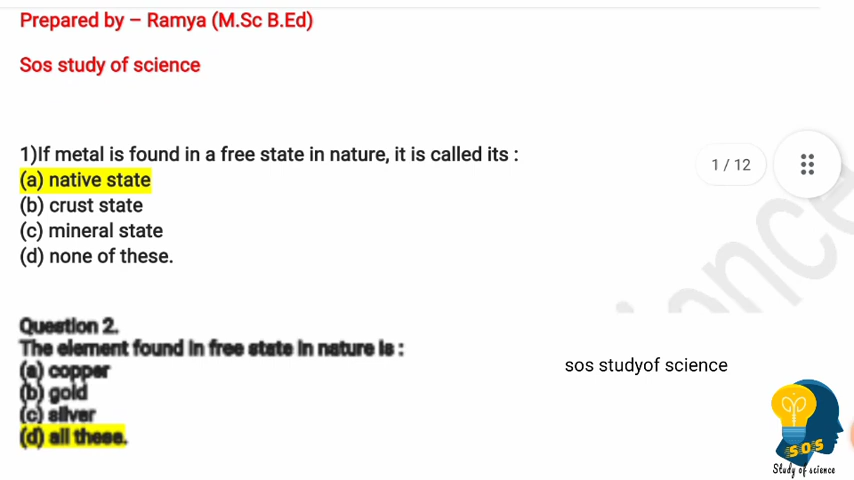 Prepared by – Ramya (M.Sc B.Ed)
Sos study of science
1)If metal is found in a free state in nature, it is called its :
(a) native state
(b) crust state
(c) mineral state
(d) none of these.
1 / 12
Question 2.
The element found in free state in nature is :
(a) copper
(b) gold
(c) silver
(d) all these.
sos studyof science
SOS
Study of science